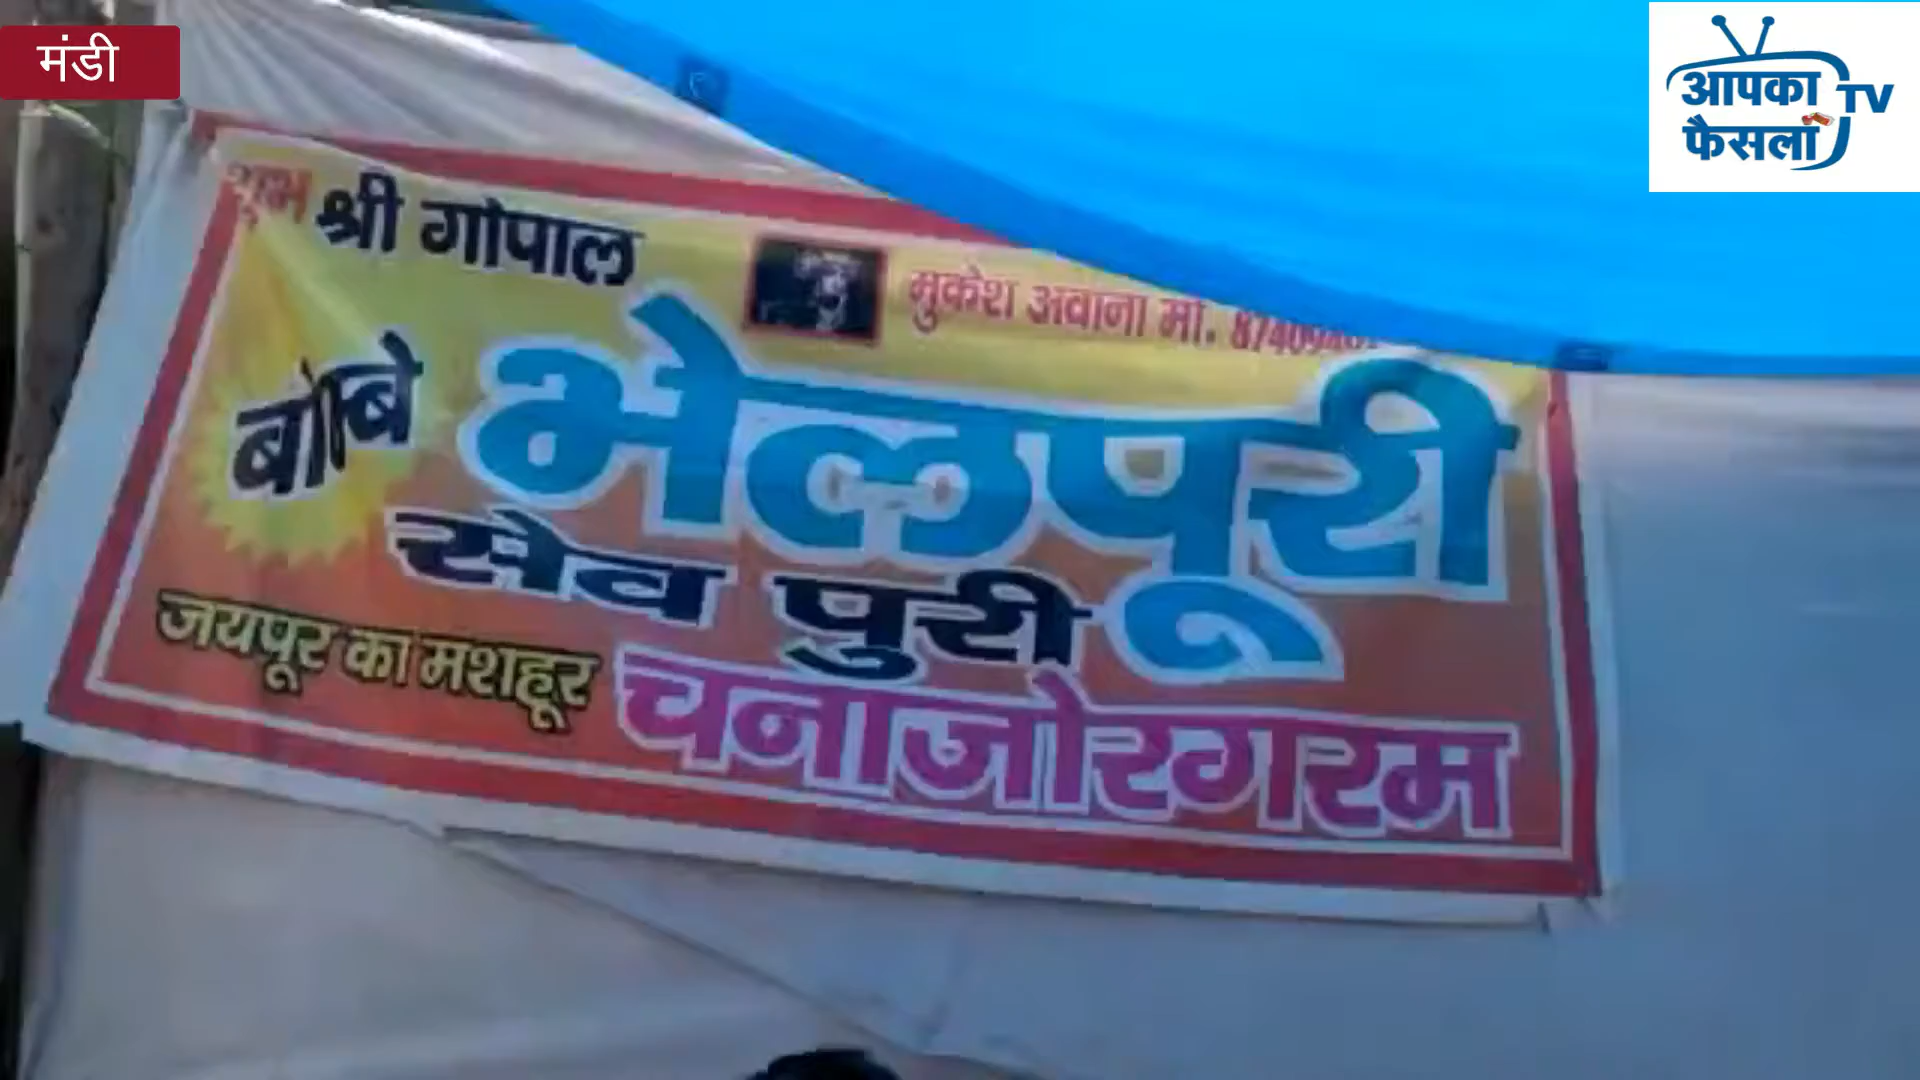 मंडी
आपका
फैसला TV
शुभ श्री गोपाल
मुकेश अवाना मो.
बोम्बे भेलपूरी
सेव पुरी
जयपूर का मशहूर चनाजोरगरम